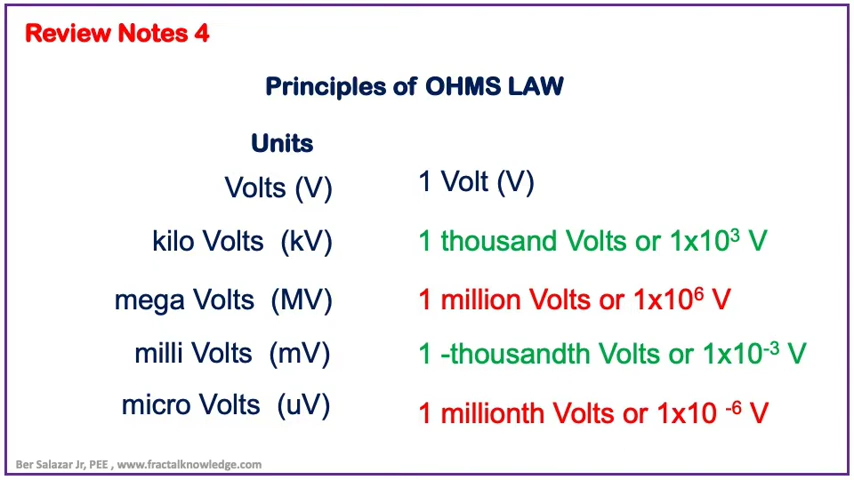 Review Notes 4
Principles of OHMS LAW
Units
Volts (V) 1 Volt (V)
kilo Volts (kV) 1 thousand Volts or 1x10³ V
mega Volts (MV) 1 million Volts or 1x10⁶ V
milli Volts (mV) 1 -thousandth Volts or 1x10⁻³ V
micro Volts (uV) 1 millionth Volts or 1x10 ⁻⁶ V
Ber Salazar Jr, PEE , www.fractalknowledge.com